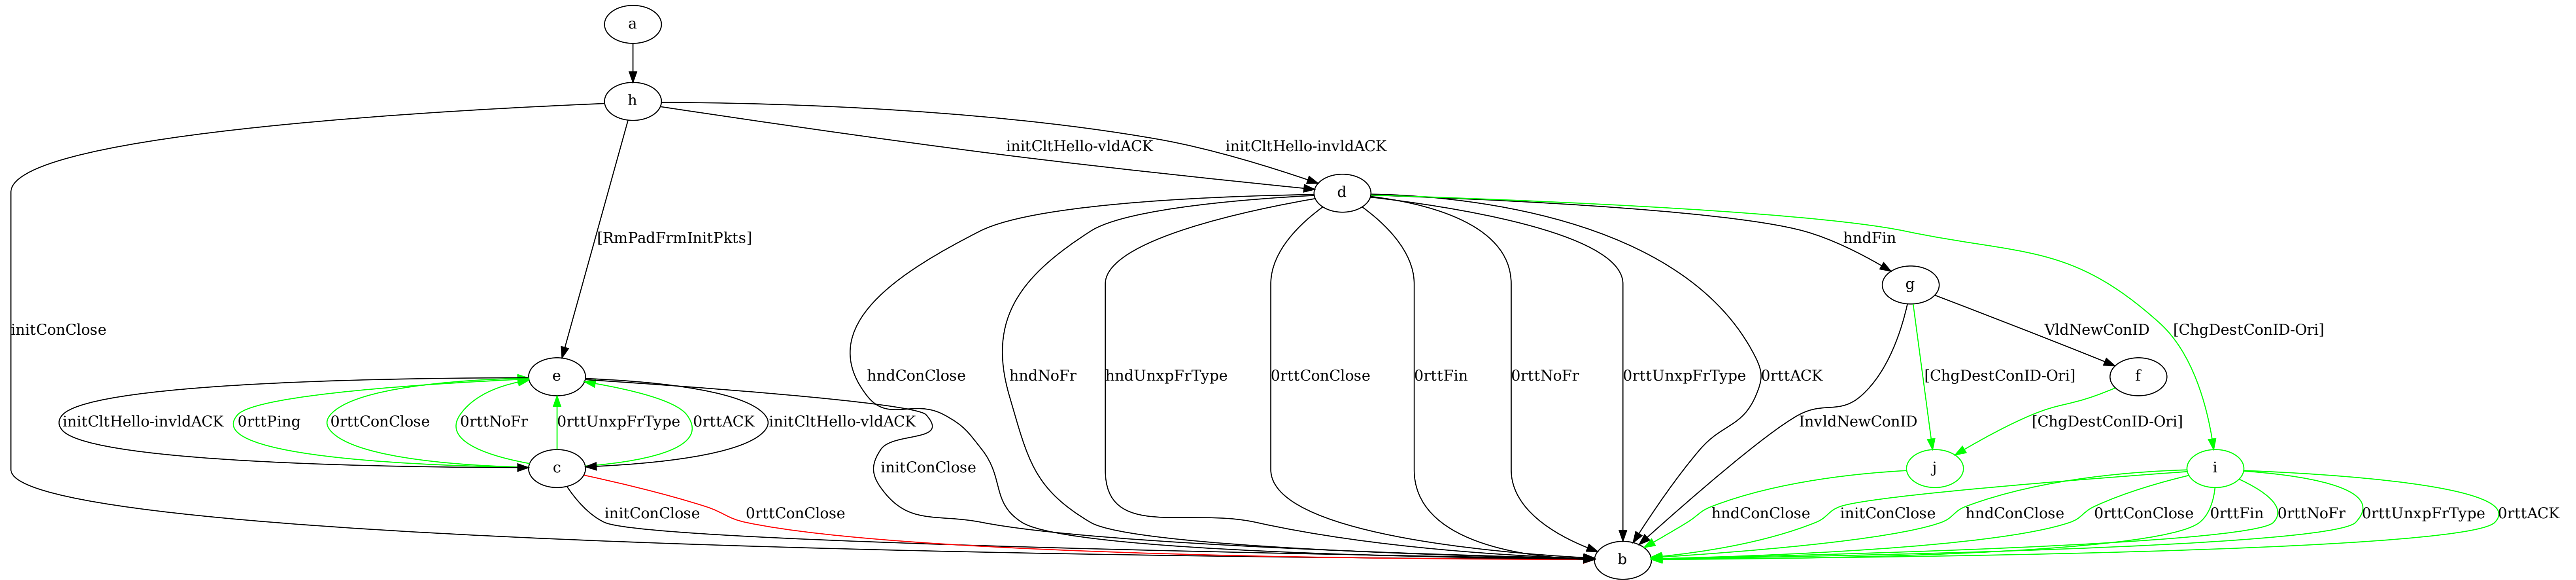 a
h
initCltHello-vldACK
initCltHello-invldACK
d
[RmPadFrmInitPkts]
hndFin
g
initConClose
VldNewConID
[ChgDestConID-Ori]
e
hndConClose
hndNoFr
hndUnxpFrType
0rttConClose
0rttFin
0rttNoFr
0rttUnxpFrType
0rttACK
[ChgDestConID-Ori]
f
initCltHello-invldACK
0rttPing
0rttConClose
0rttNoFr
0rttUnxpFrType
0rttACK
initCltHello-vldACK
InvldNewConID
[ChgDestConID-Ori]
c
initConClose
j
i
initConClose
0rttConClose
hndConClose
initConClose
hndConClose
0rttConClose
0rttFin
0rttNoFr
0rttUnxpFrType
0rttACK
b